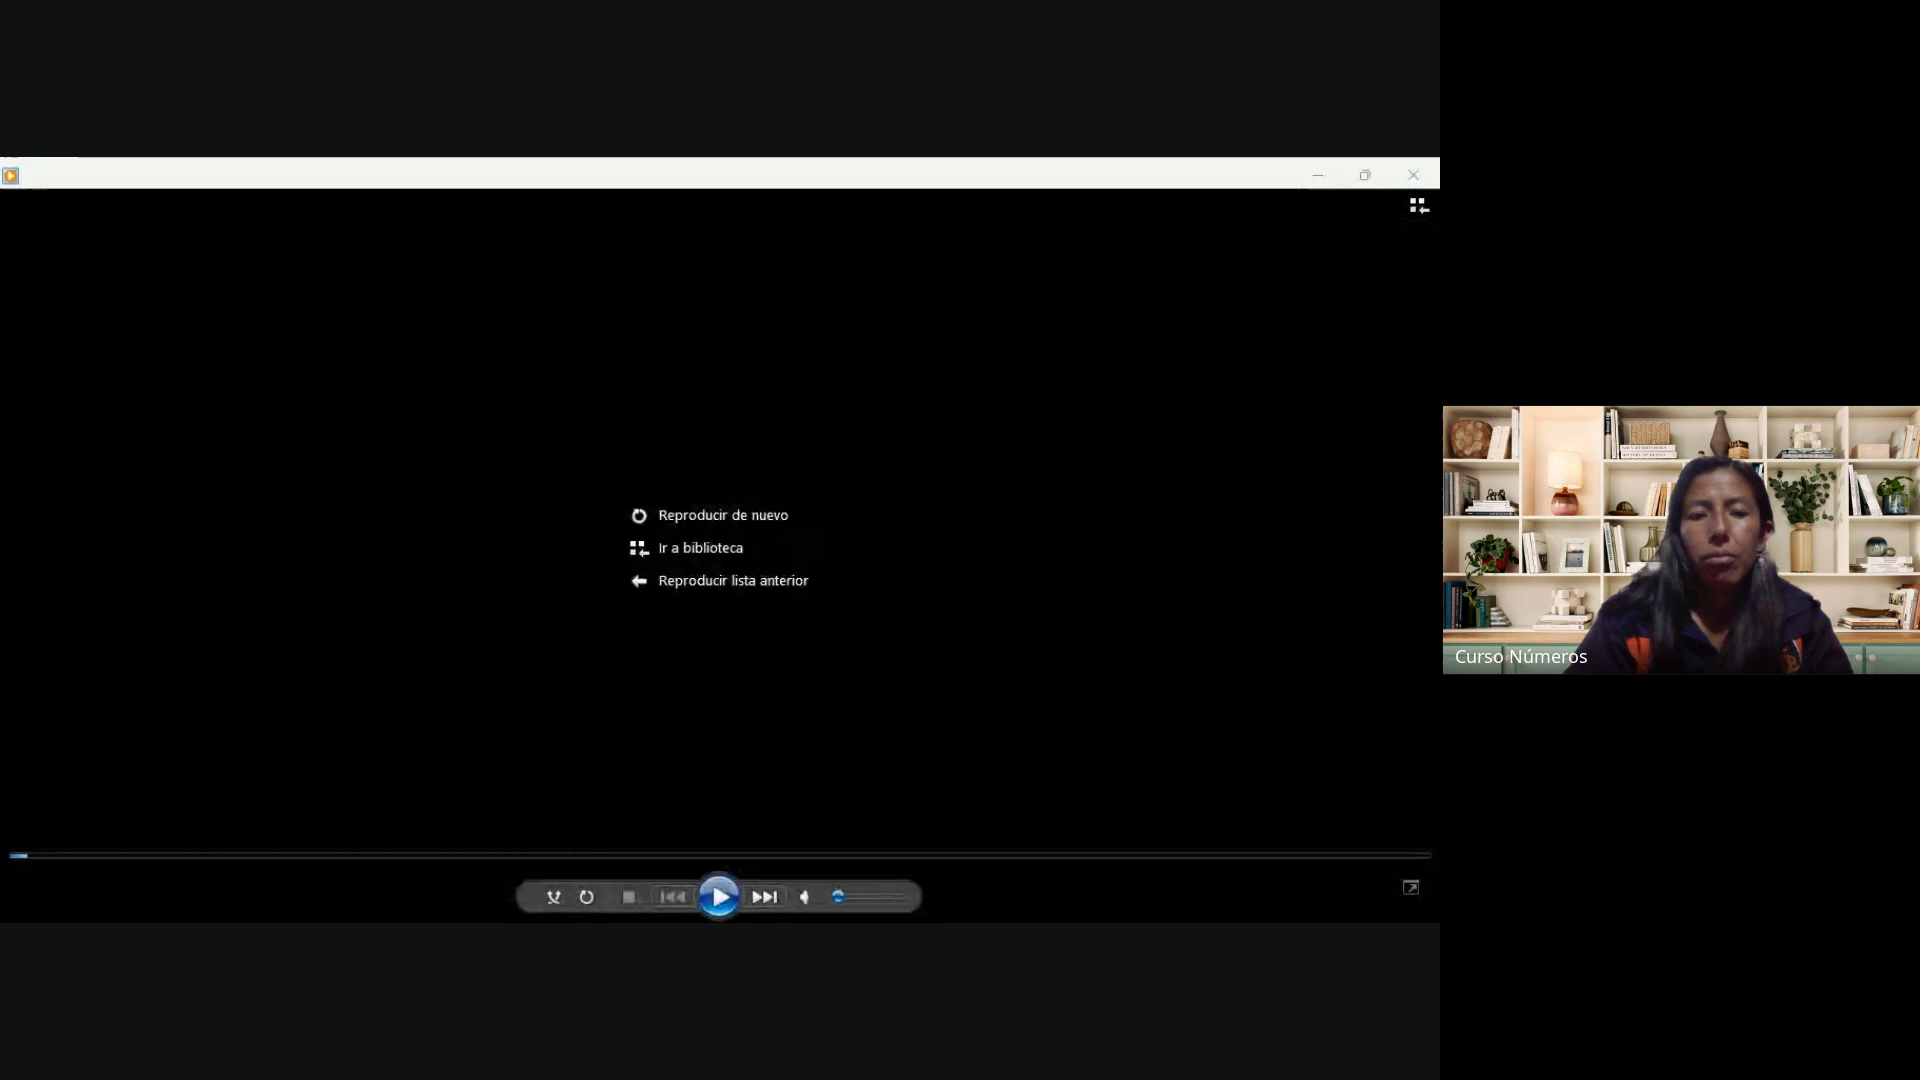 Reproducir de nuevo
Ir a biblioteca
Reproducir lista anterior
Curso Números